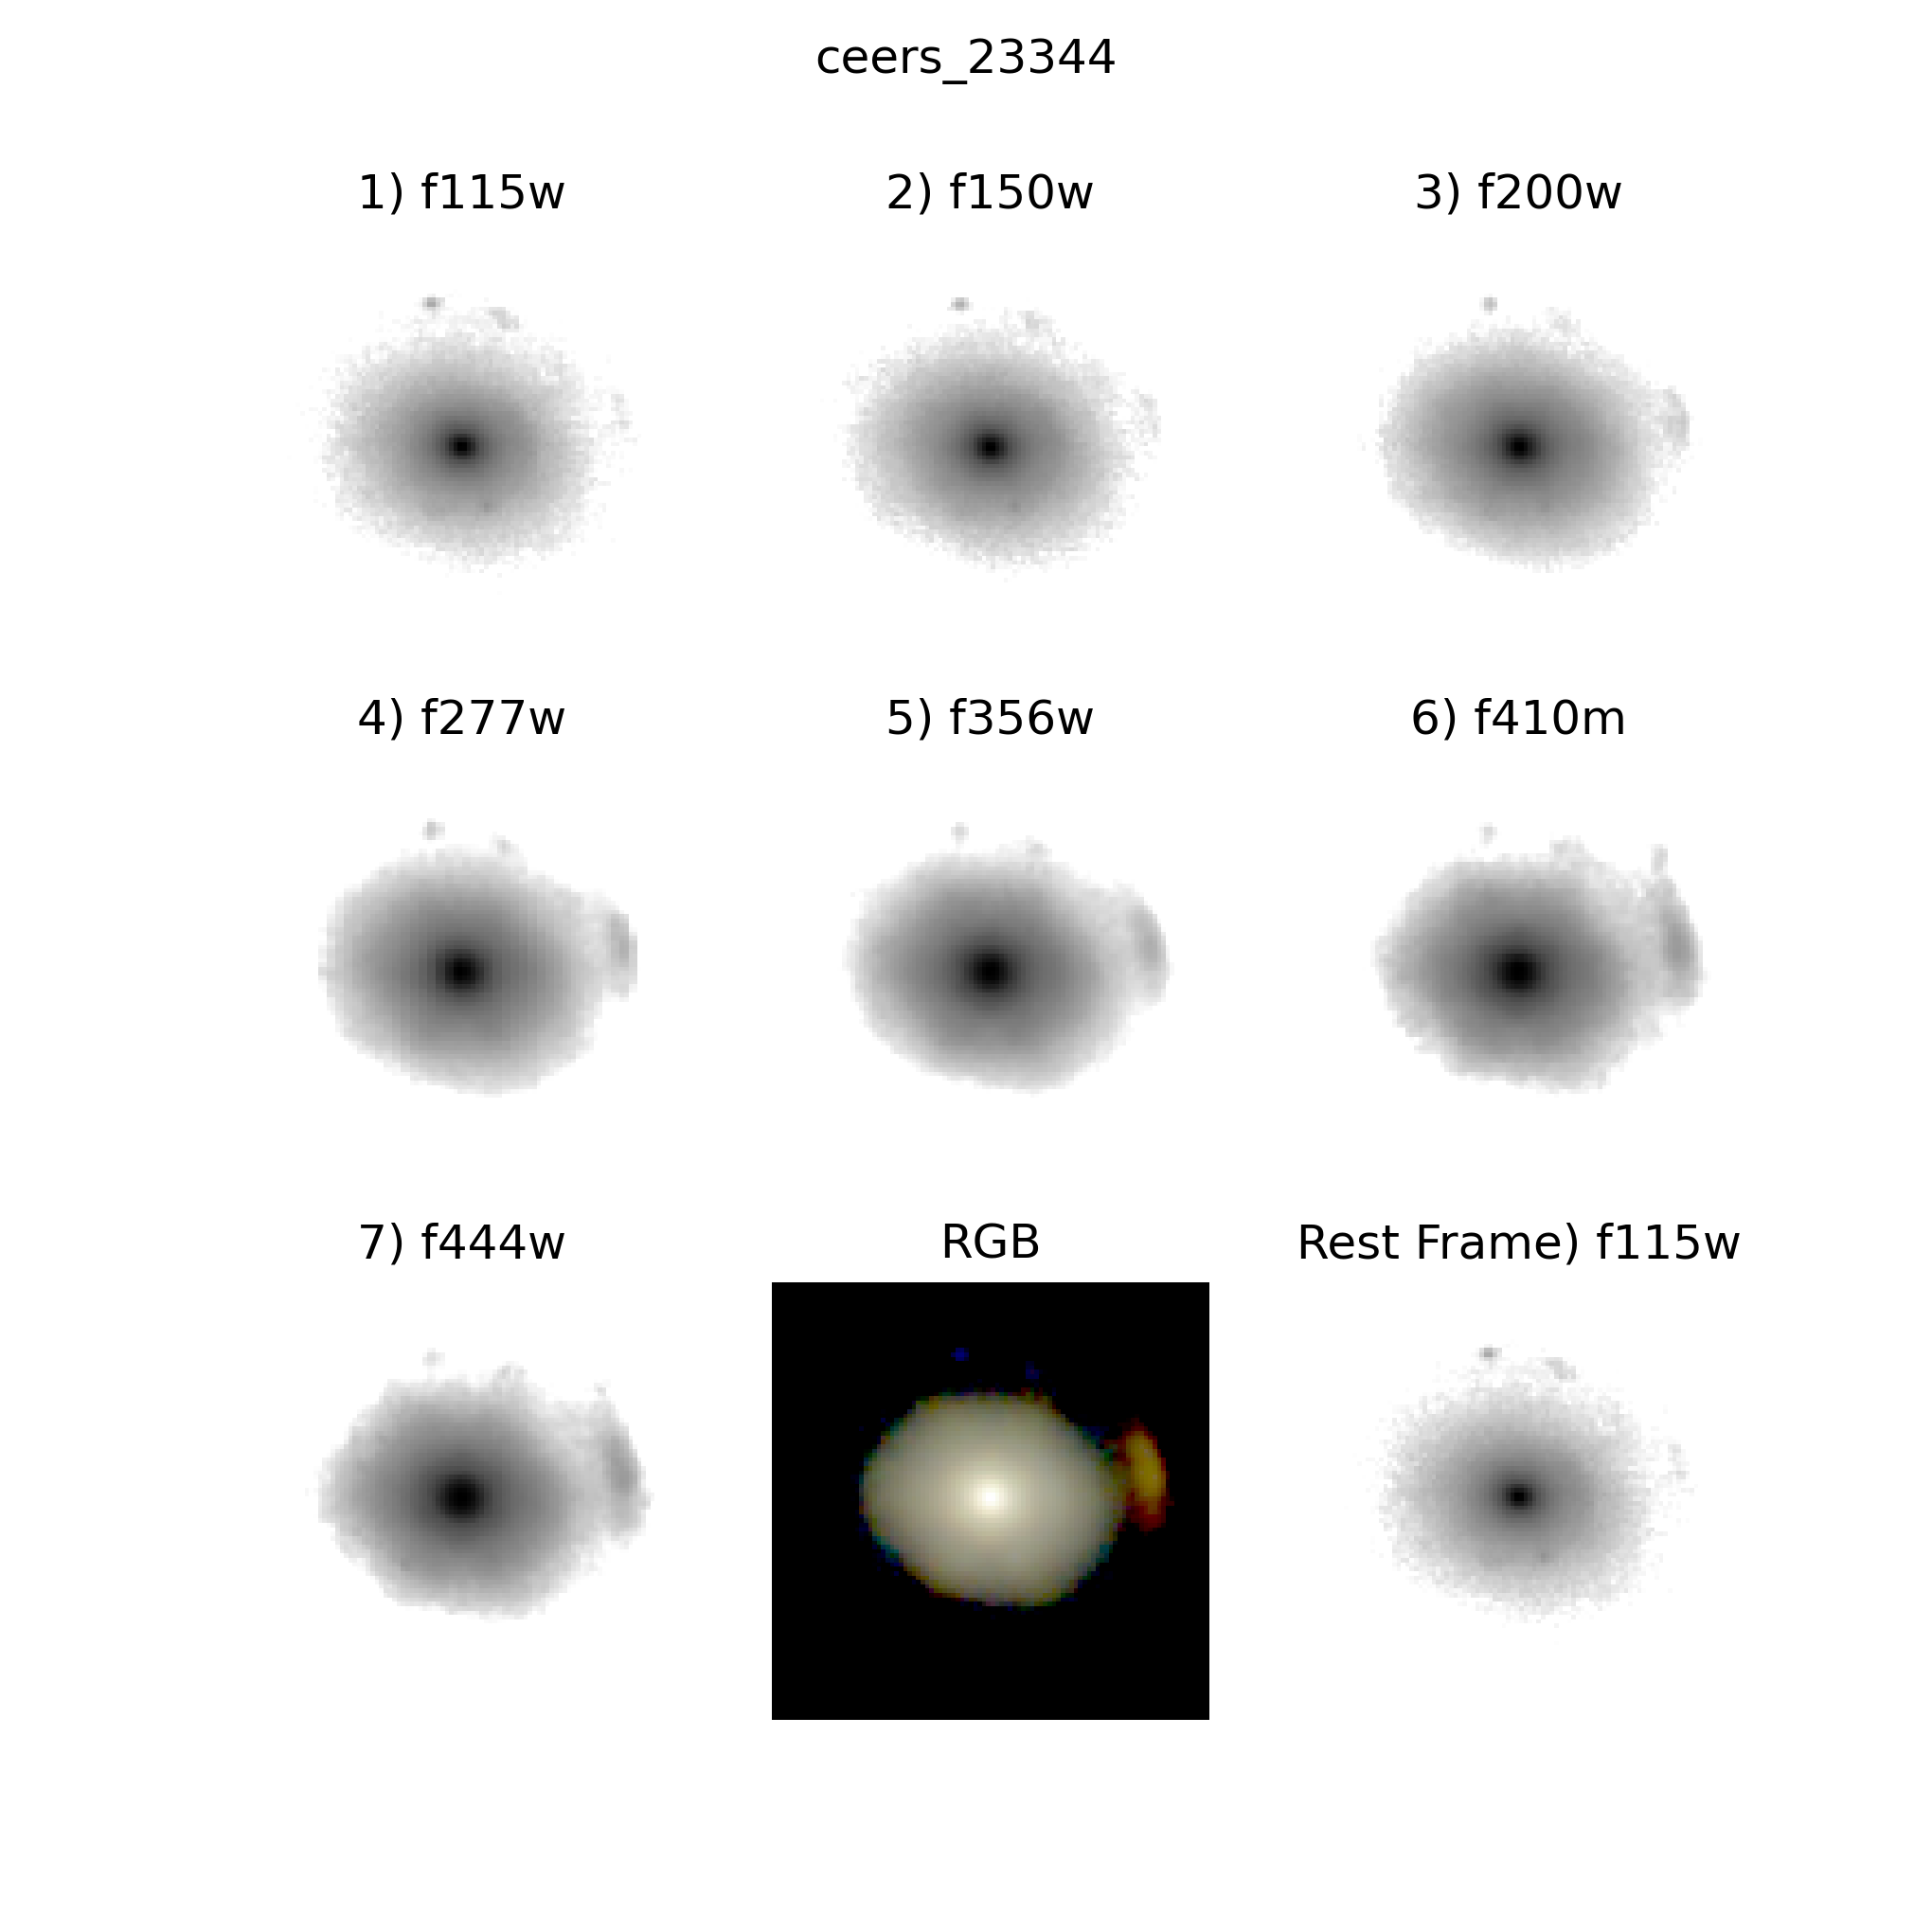 ceers_23344
1) f115w
2) f150w
3) f200w
4) f277w
5) f356w
6) f410m
7) f444w
RGB
Rest Frame) f115w